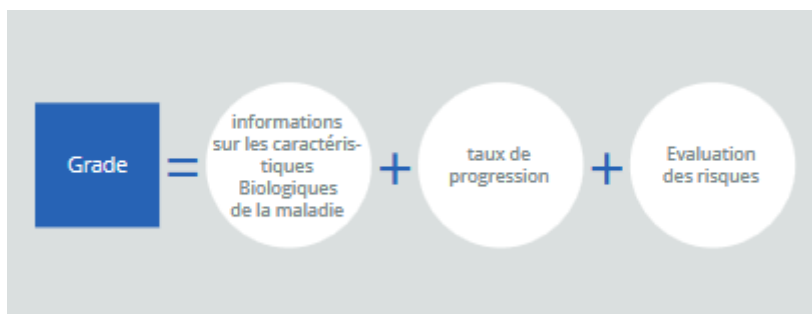 Grade
=
informations
sur les caractéris-
tiques
Biologiques
de la maladie
+
taux de
progression
+
Evaluation
des risques